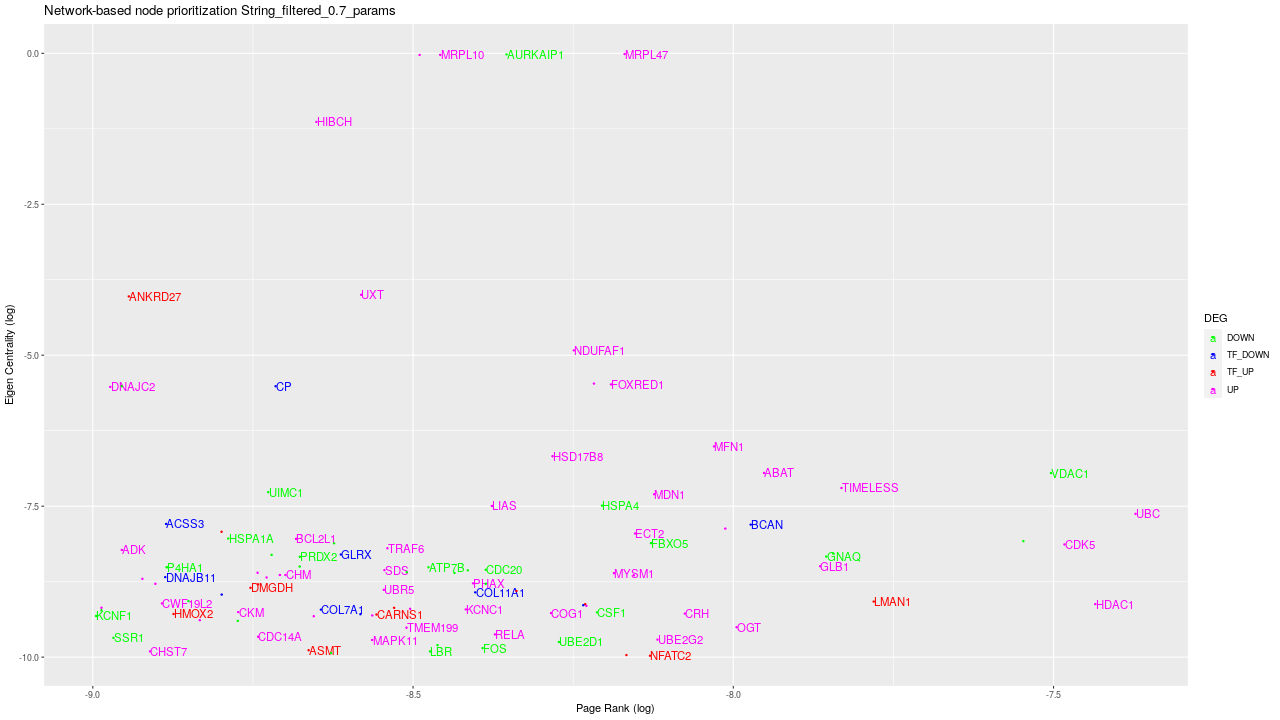 Network-based node prioritization String_filtered_0.7_params
0.0
-2.5
-5.0
-7.5
-10.0
Eigen Centrality (log)
MRPL10
AURKAIP1
MRPL47
HIBCH
ANKRD27
UXT
NDUFAF1
DNAJC2
CP
FOXRED1
MFN1
HSD17B8
ABAT
VDAC1
TIMELESS
UIMC1
MDN1
LIAS
HSPA4
UBC
ACSS3
BCAN
ECT2
HSPA1A
BCL2L1
FBXO5
CDK5
ADK
TRAF6
GLRX
PRDX2
GNAQ
P4HA1
ATP7B
GLB1
SDS
CDC20
MYSM1
CHM
DNAJB11
PHAX
DMGDH
UBR5
COL11A1
LMAN1
CWF19L2
HDAC1
COL7A1
KCNC1
KCNF1
HMOX2
CKM
CARNS1
COG1
CSF1
CRH
TMEM199
OGT
RELA
SSR1
CDC14A
MAPK11
UBE2D1
UBE2G2
FOS
CHST7
ASMT
LBR
NFATC2
-9.0
-8.5
-8.0
-7.5
Page Rank (log)
DEG
a DOWN
a TF_DOWN
a TF_UP
a UP